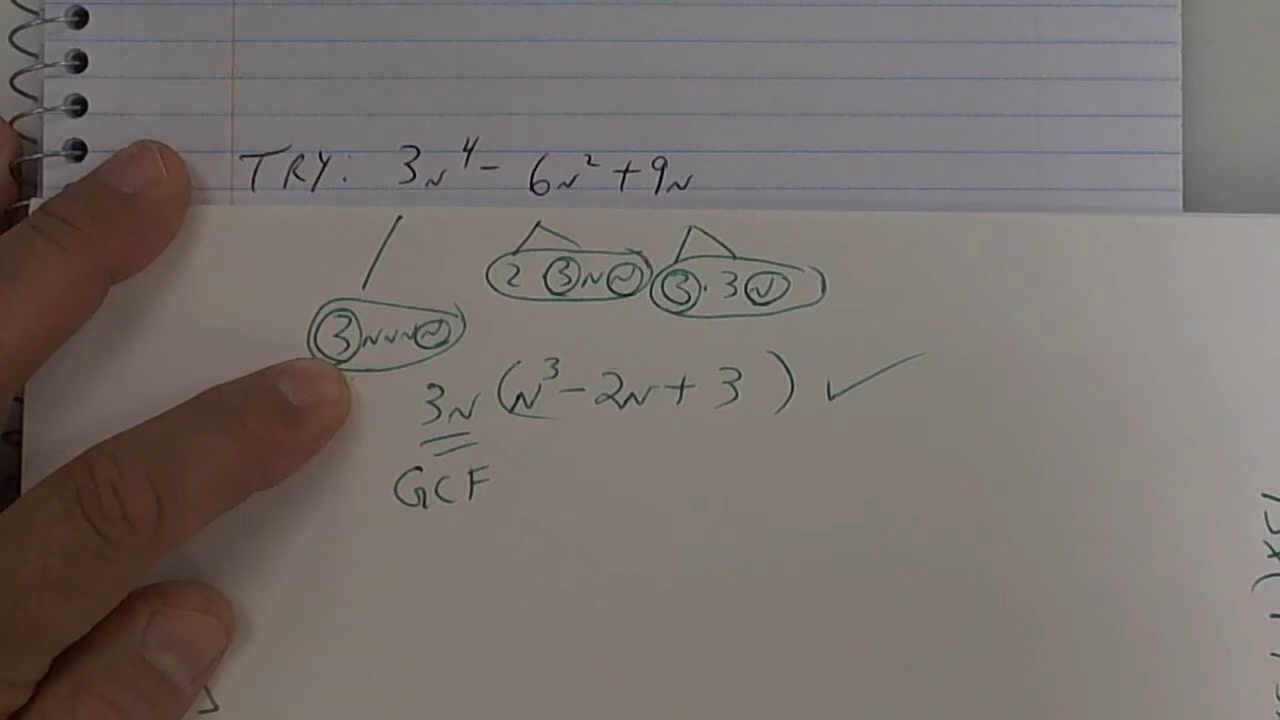 TRY: 3n⁴ - 6n² + 9n
2 3 n n 3 · 3 n
3 n n n n
3n (n³ - 2n + 3) ✓
GCF